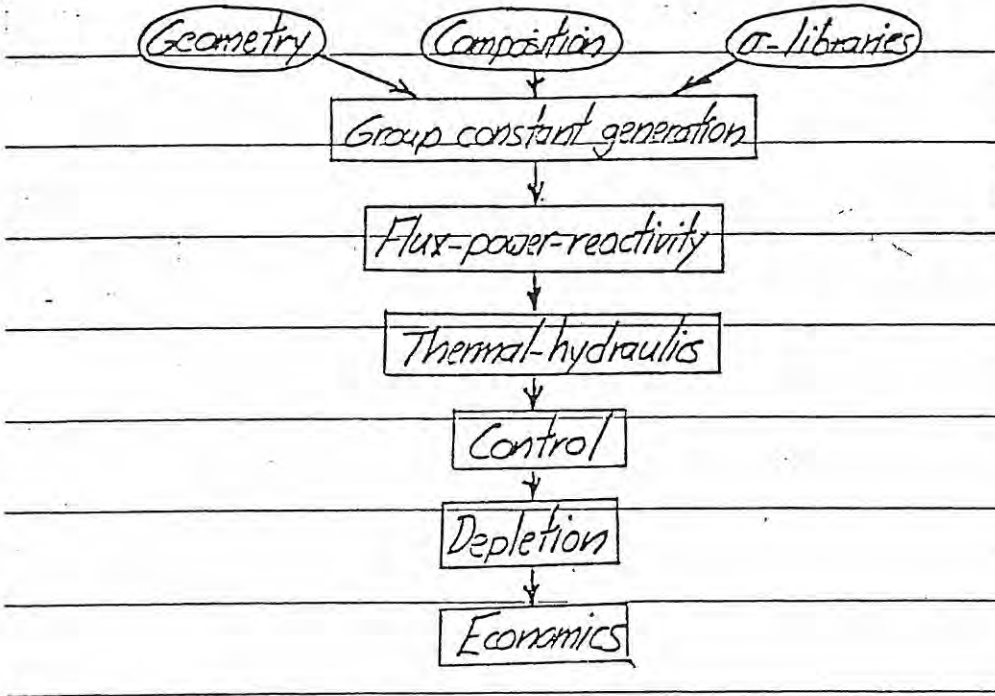 Geometry Composition σ-libraries
Group constant generation
Flux-power-reactivity
Thermal-hydraulics
Control
Depletion
Economics